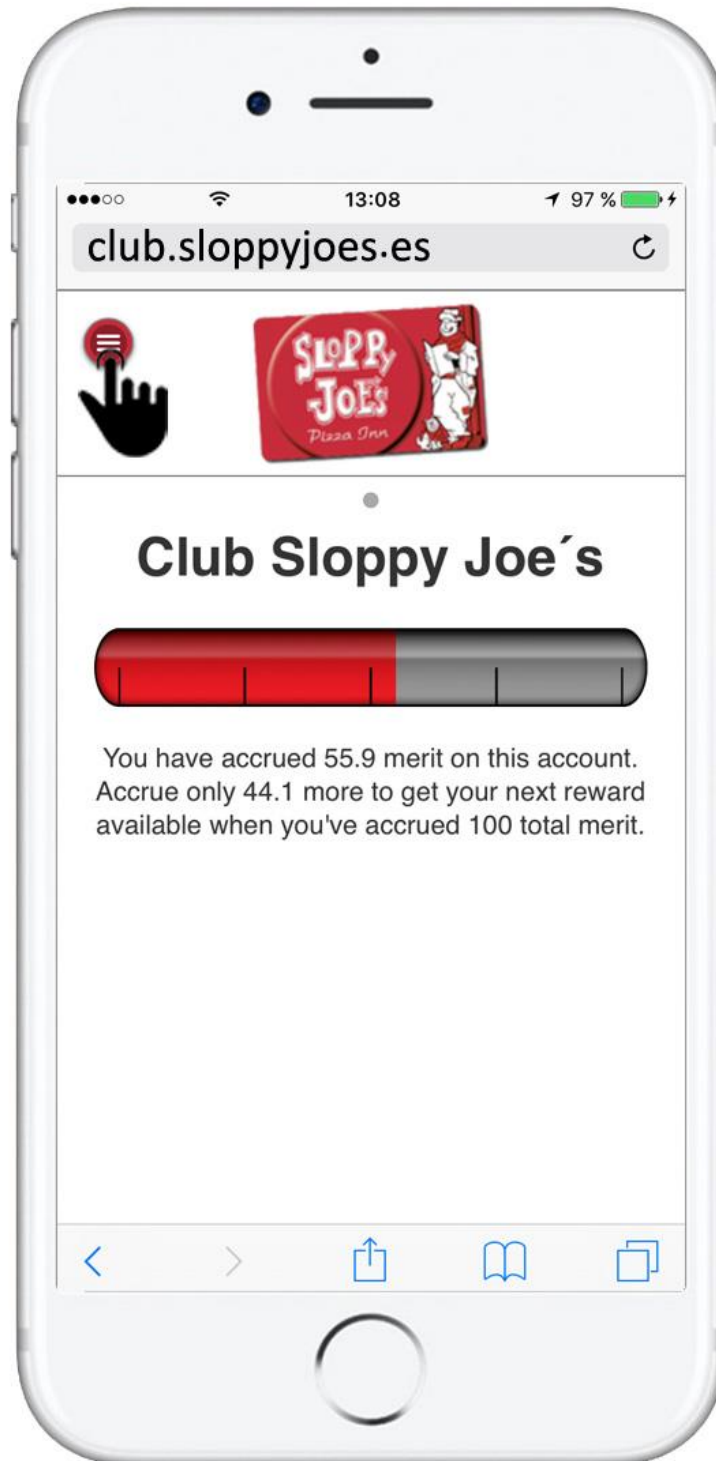 13:08
97 %
club.sloppyjoes.es
SLOPPY
JOE'S
Pizza Inn
Club Sloppy Joe´s
You have accrued 55.9 merit on this account.
Accrue only 44.1 more to get your next reward
available when you've accrued 100 total merit.